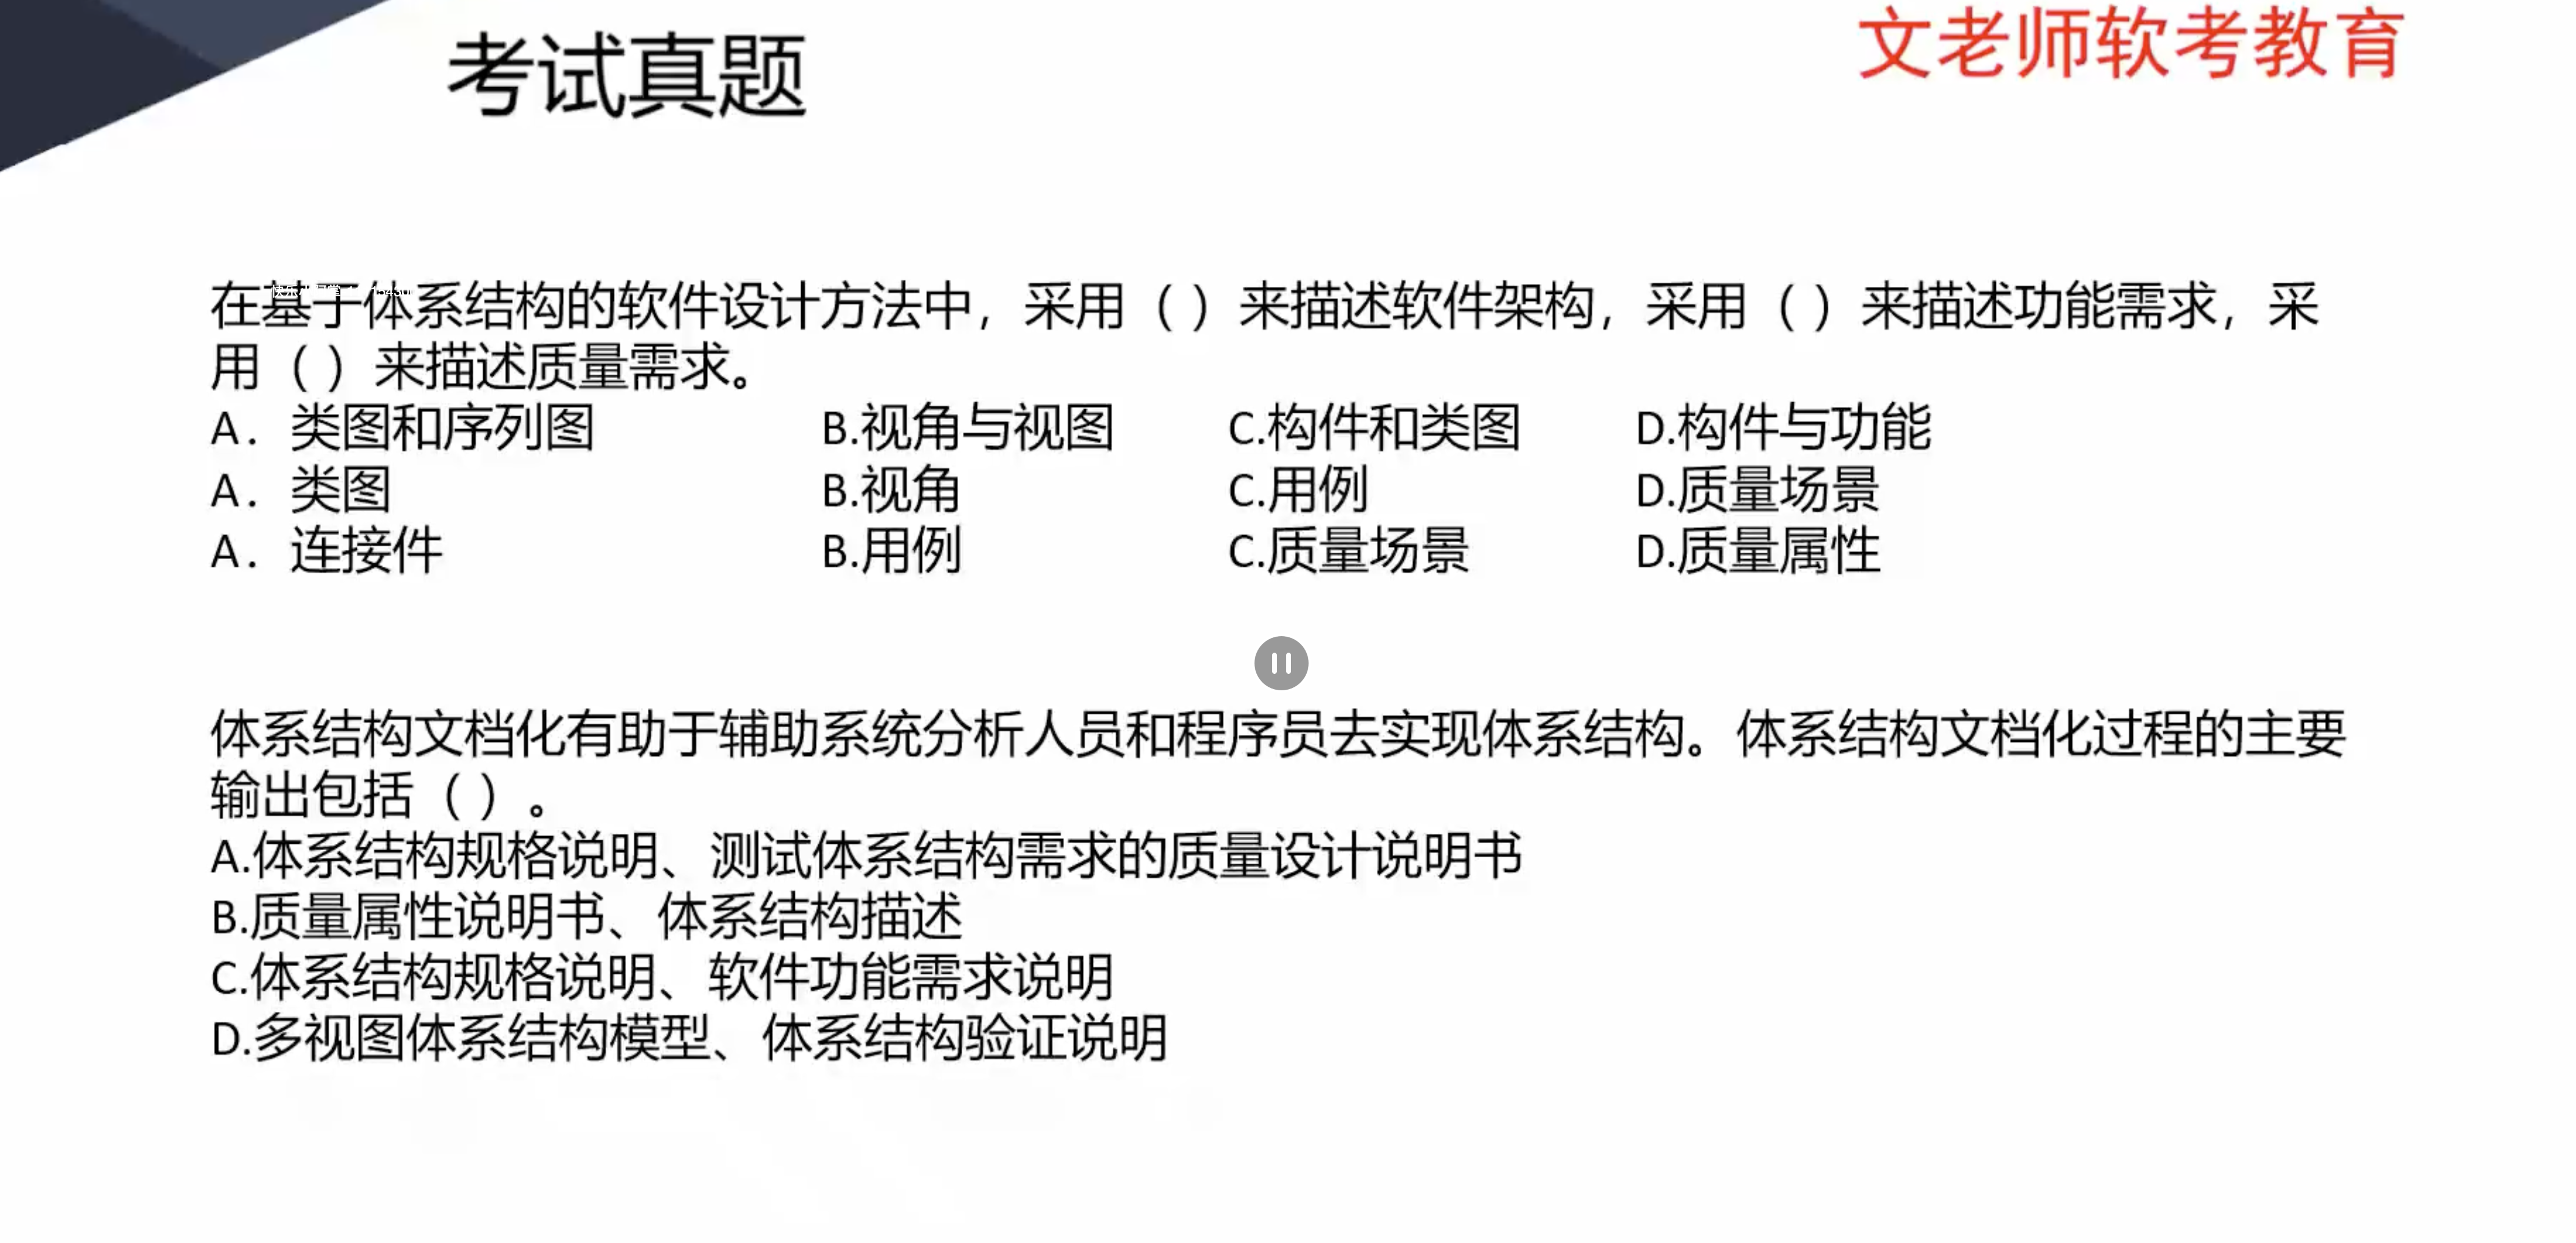 考试真题
文老师软考教育
在基于体系结构的软件设计方法中，采用（ ）来描述软件架构，采用（ ）来描述功能需求，采
用（ ）来描述质量需求。
A. 类图和序列图 B.视角与视图 C.构件和类图 D.构件与功能
A. 类图 B.视角 C.用例 D.质量场景
A. 连接件 B.用例 C.质量场景 D.质量属性
体系结构文档化有助于辅助系统分析人员和程序员去实现体系结构。体系结构文档化过程的主要
输出包括（ ）。
A.体系结构规格说明、测试体系结构需求的质量设计说明书
B.质量属性说明书、体系结构描述
C.体系结构规格说明、软件功能需求说明
D.多视图体系结构模型、体系结构验证说明